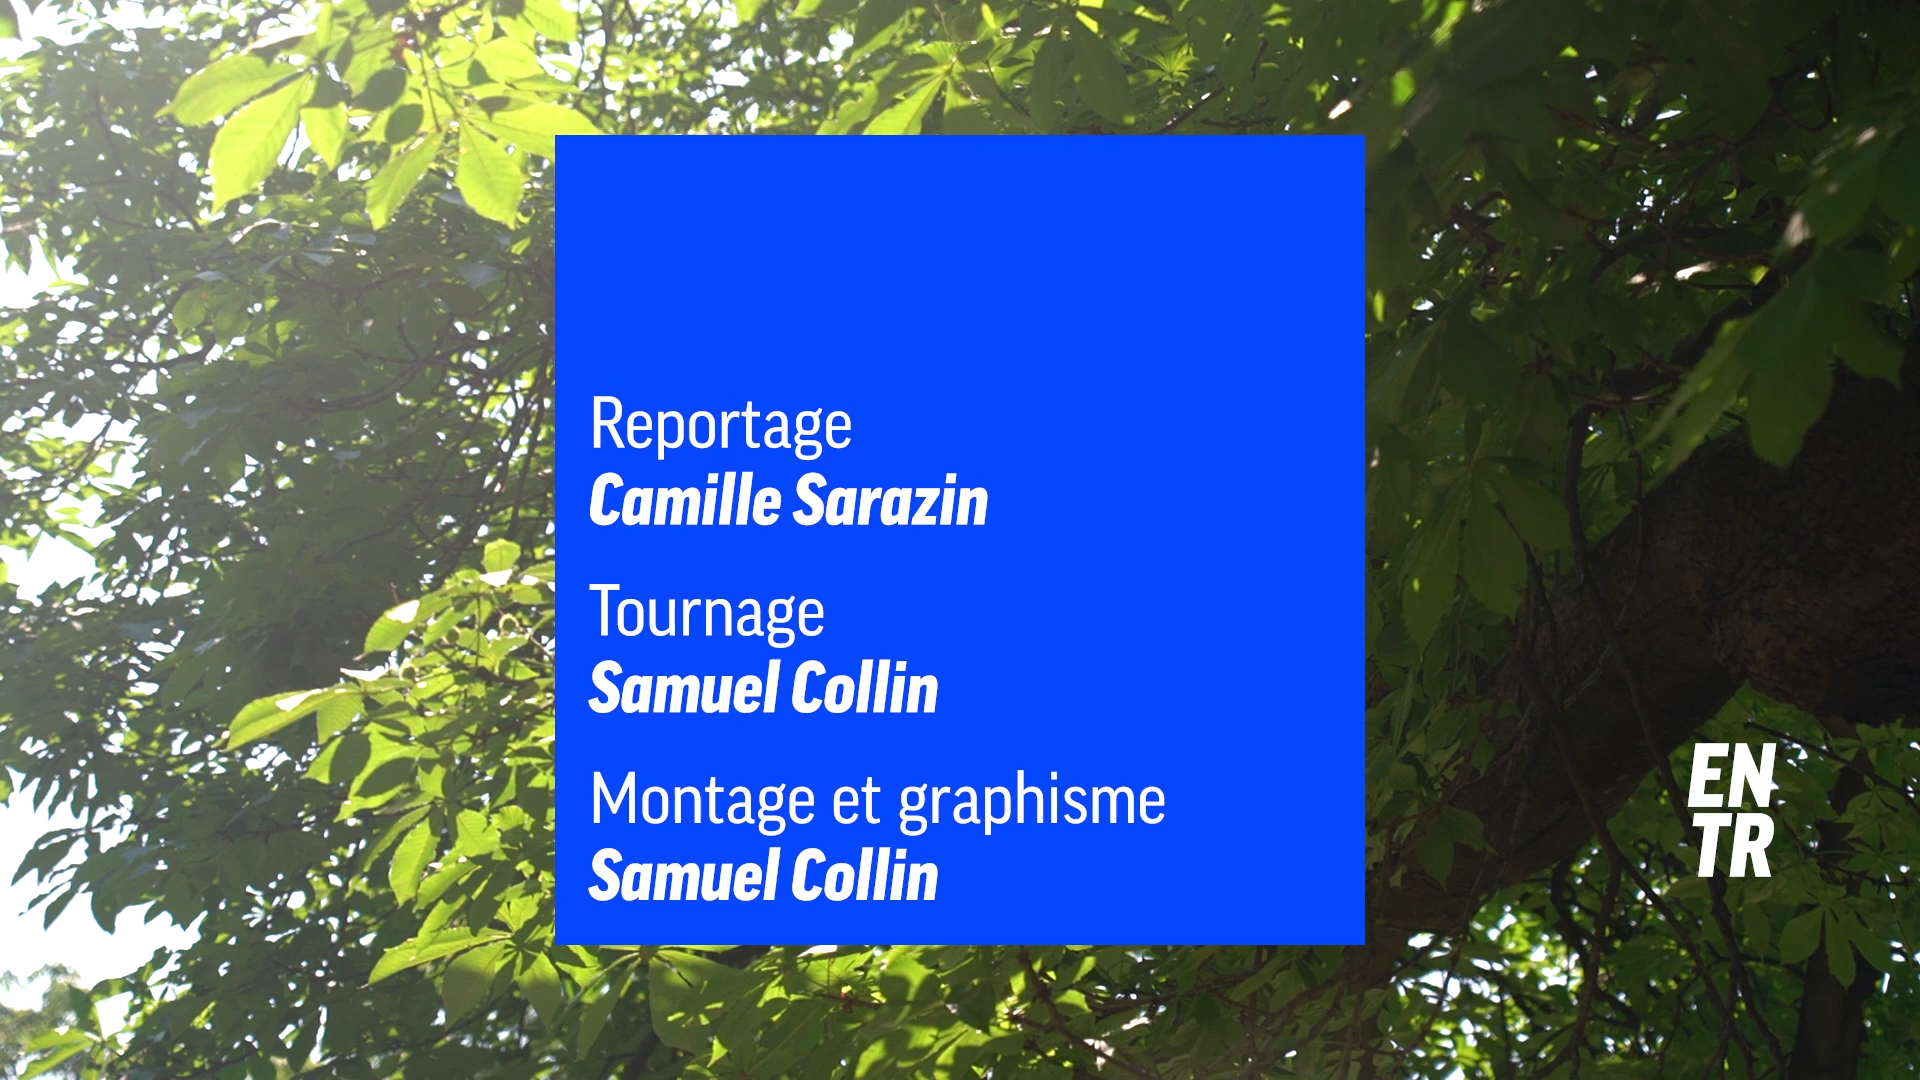 Reportage
Camille Sarazin
Tournage
Samuel Collin
Montage et graphisme
Samuel Collin
EN
TR